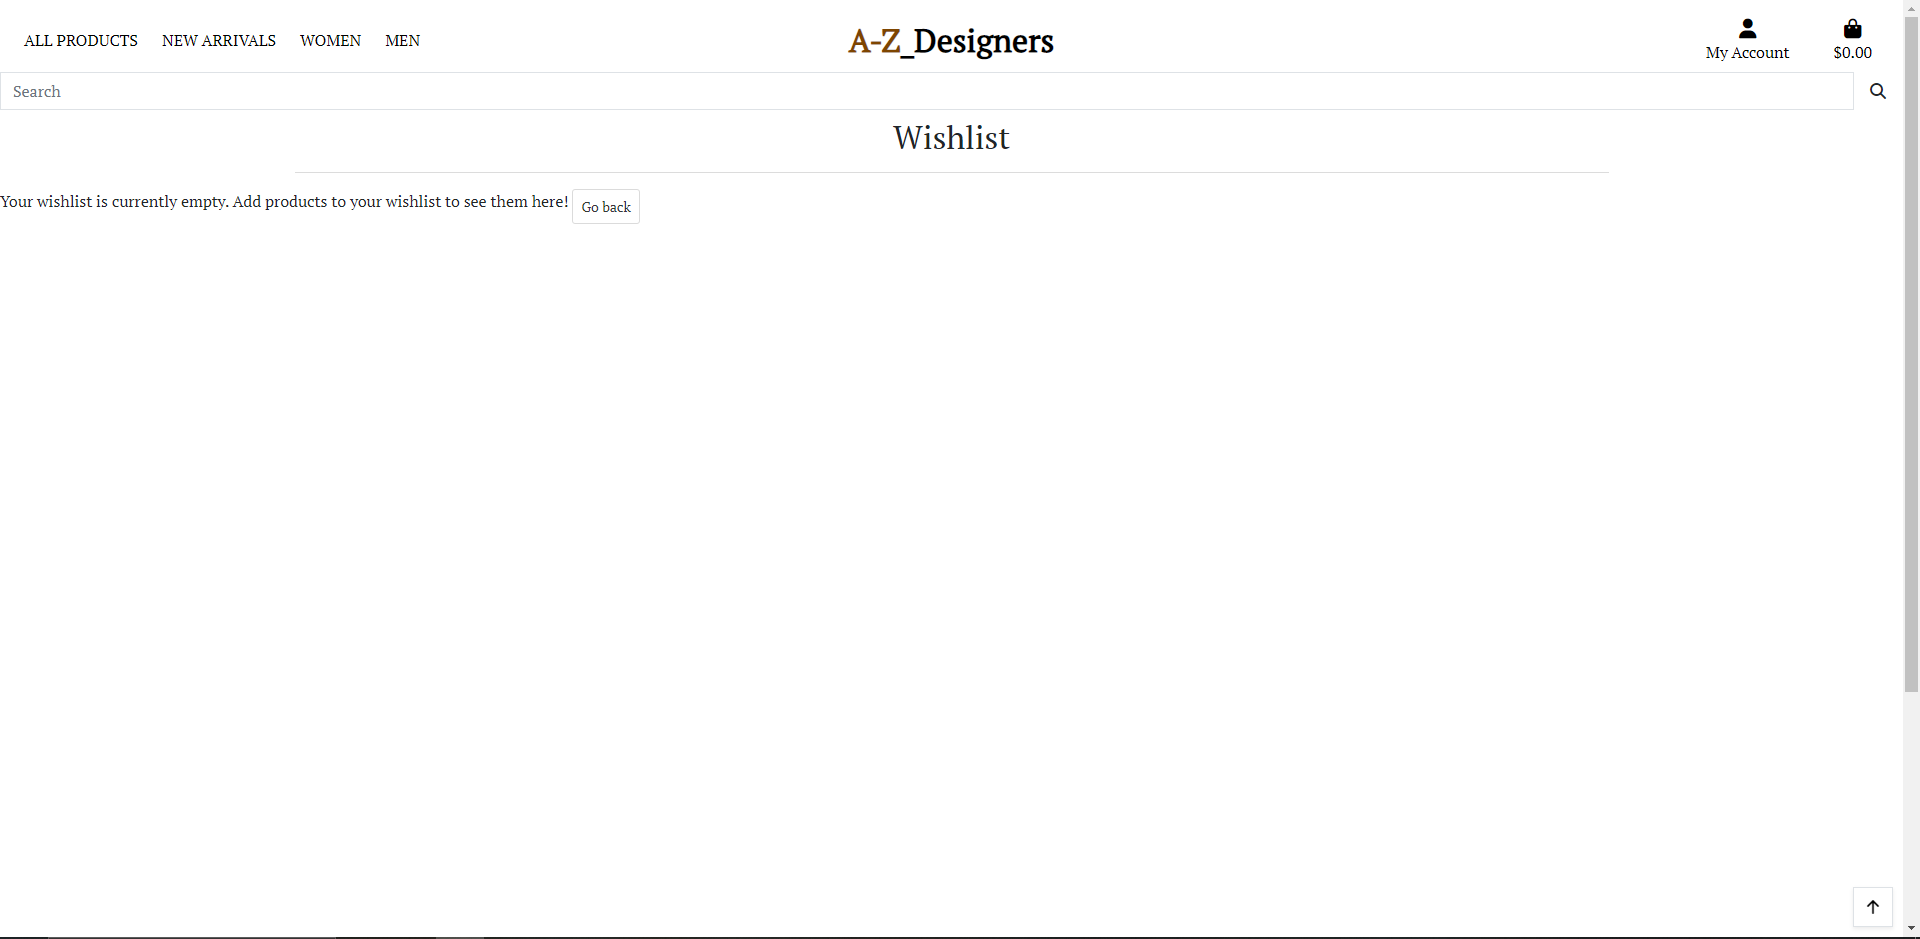 ALL PRODUCTS NEW ARRIVALS WOMEN MEN
A-Z_Designers
My Account
$0.00
Search
Wishlist
Your wishlist is currently empty. Add products to your wishlist to see them here! Go back